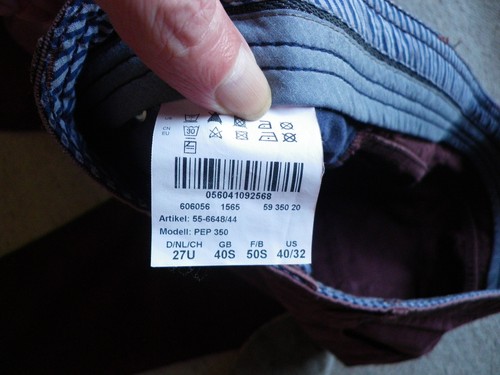 30
056041092568
606056 1565 59 350 20
Artikel: 55-6648/44
Modell: PEP 350
D/NL/CH GB F/B US
27U 40S 50S 40/32